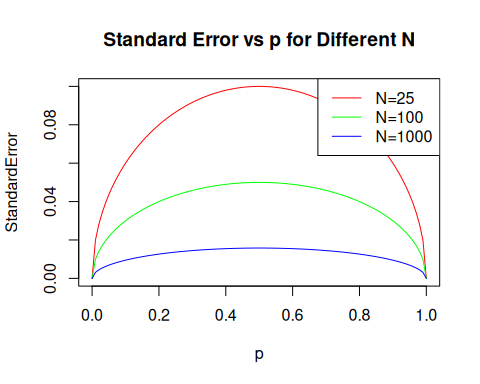 Standard Error vs p for Different N
N=25
N=100
N=1000
StandardError
0.08
0.04
0.00
0.0 0.2 0.4 0.6 0.8 1.0
p